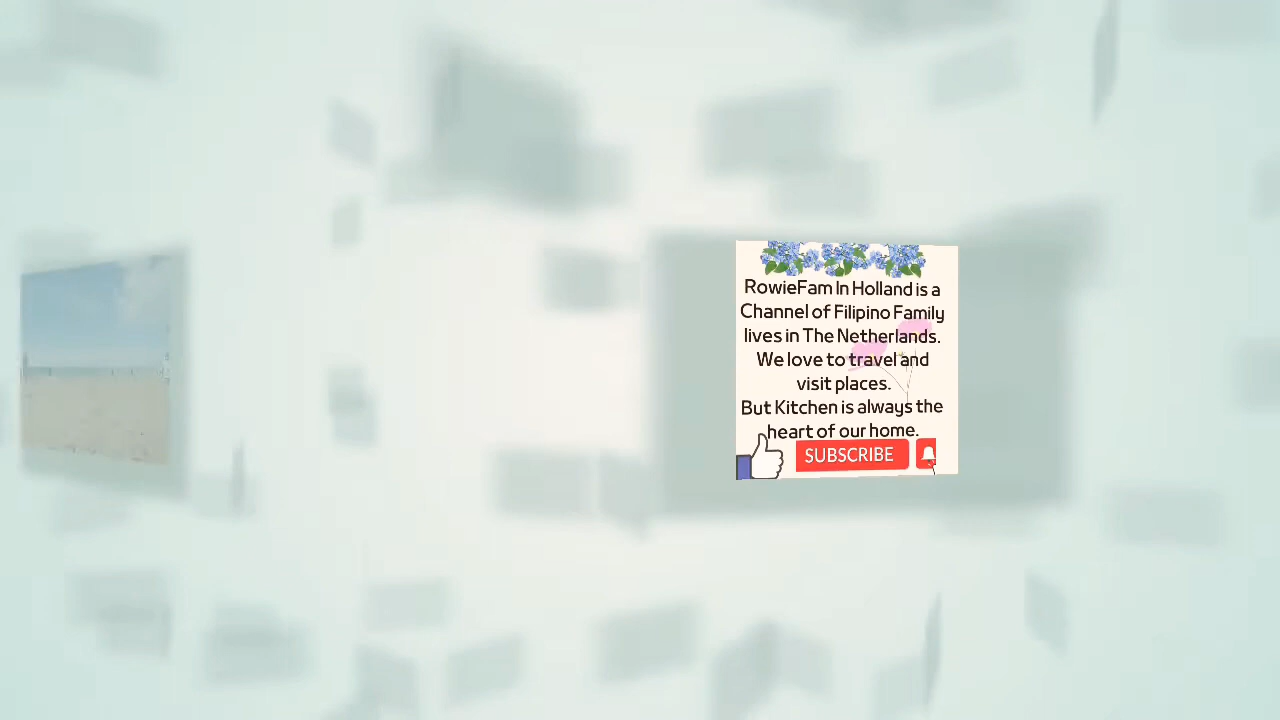 RowieFam In Holland is a
Channel of Filipino Family
lives in The Netherlands.
We love to travel and
visit places.
But Kitchen is always the
heart of our home.
SUBSCRIBE